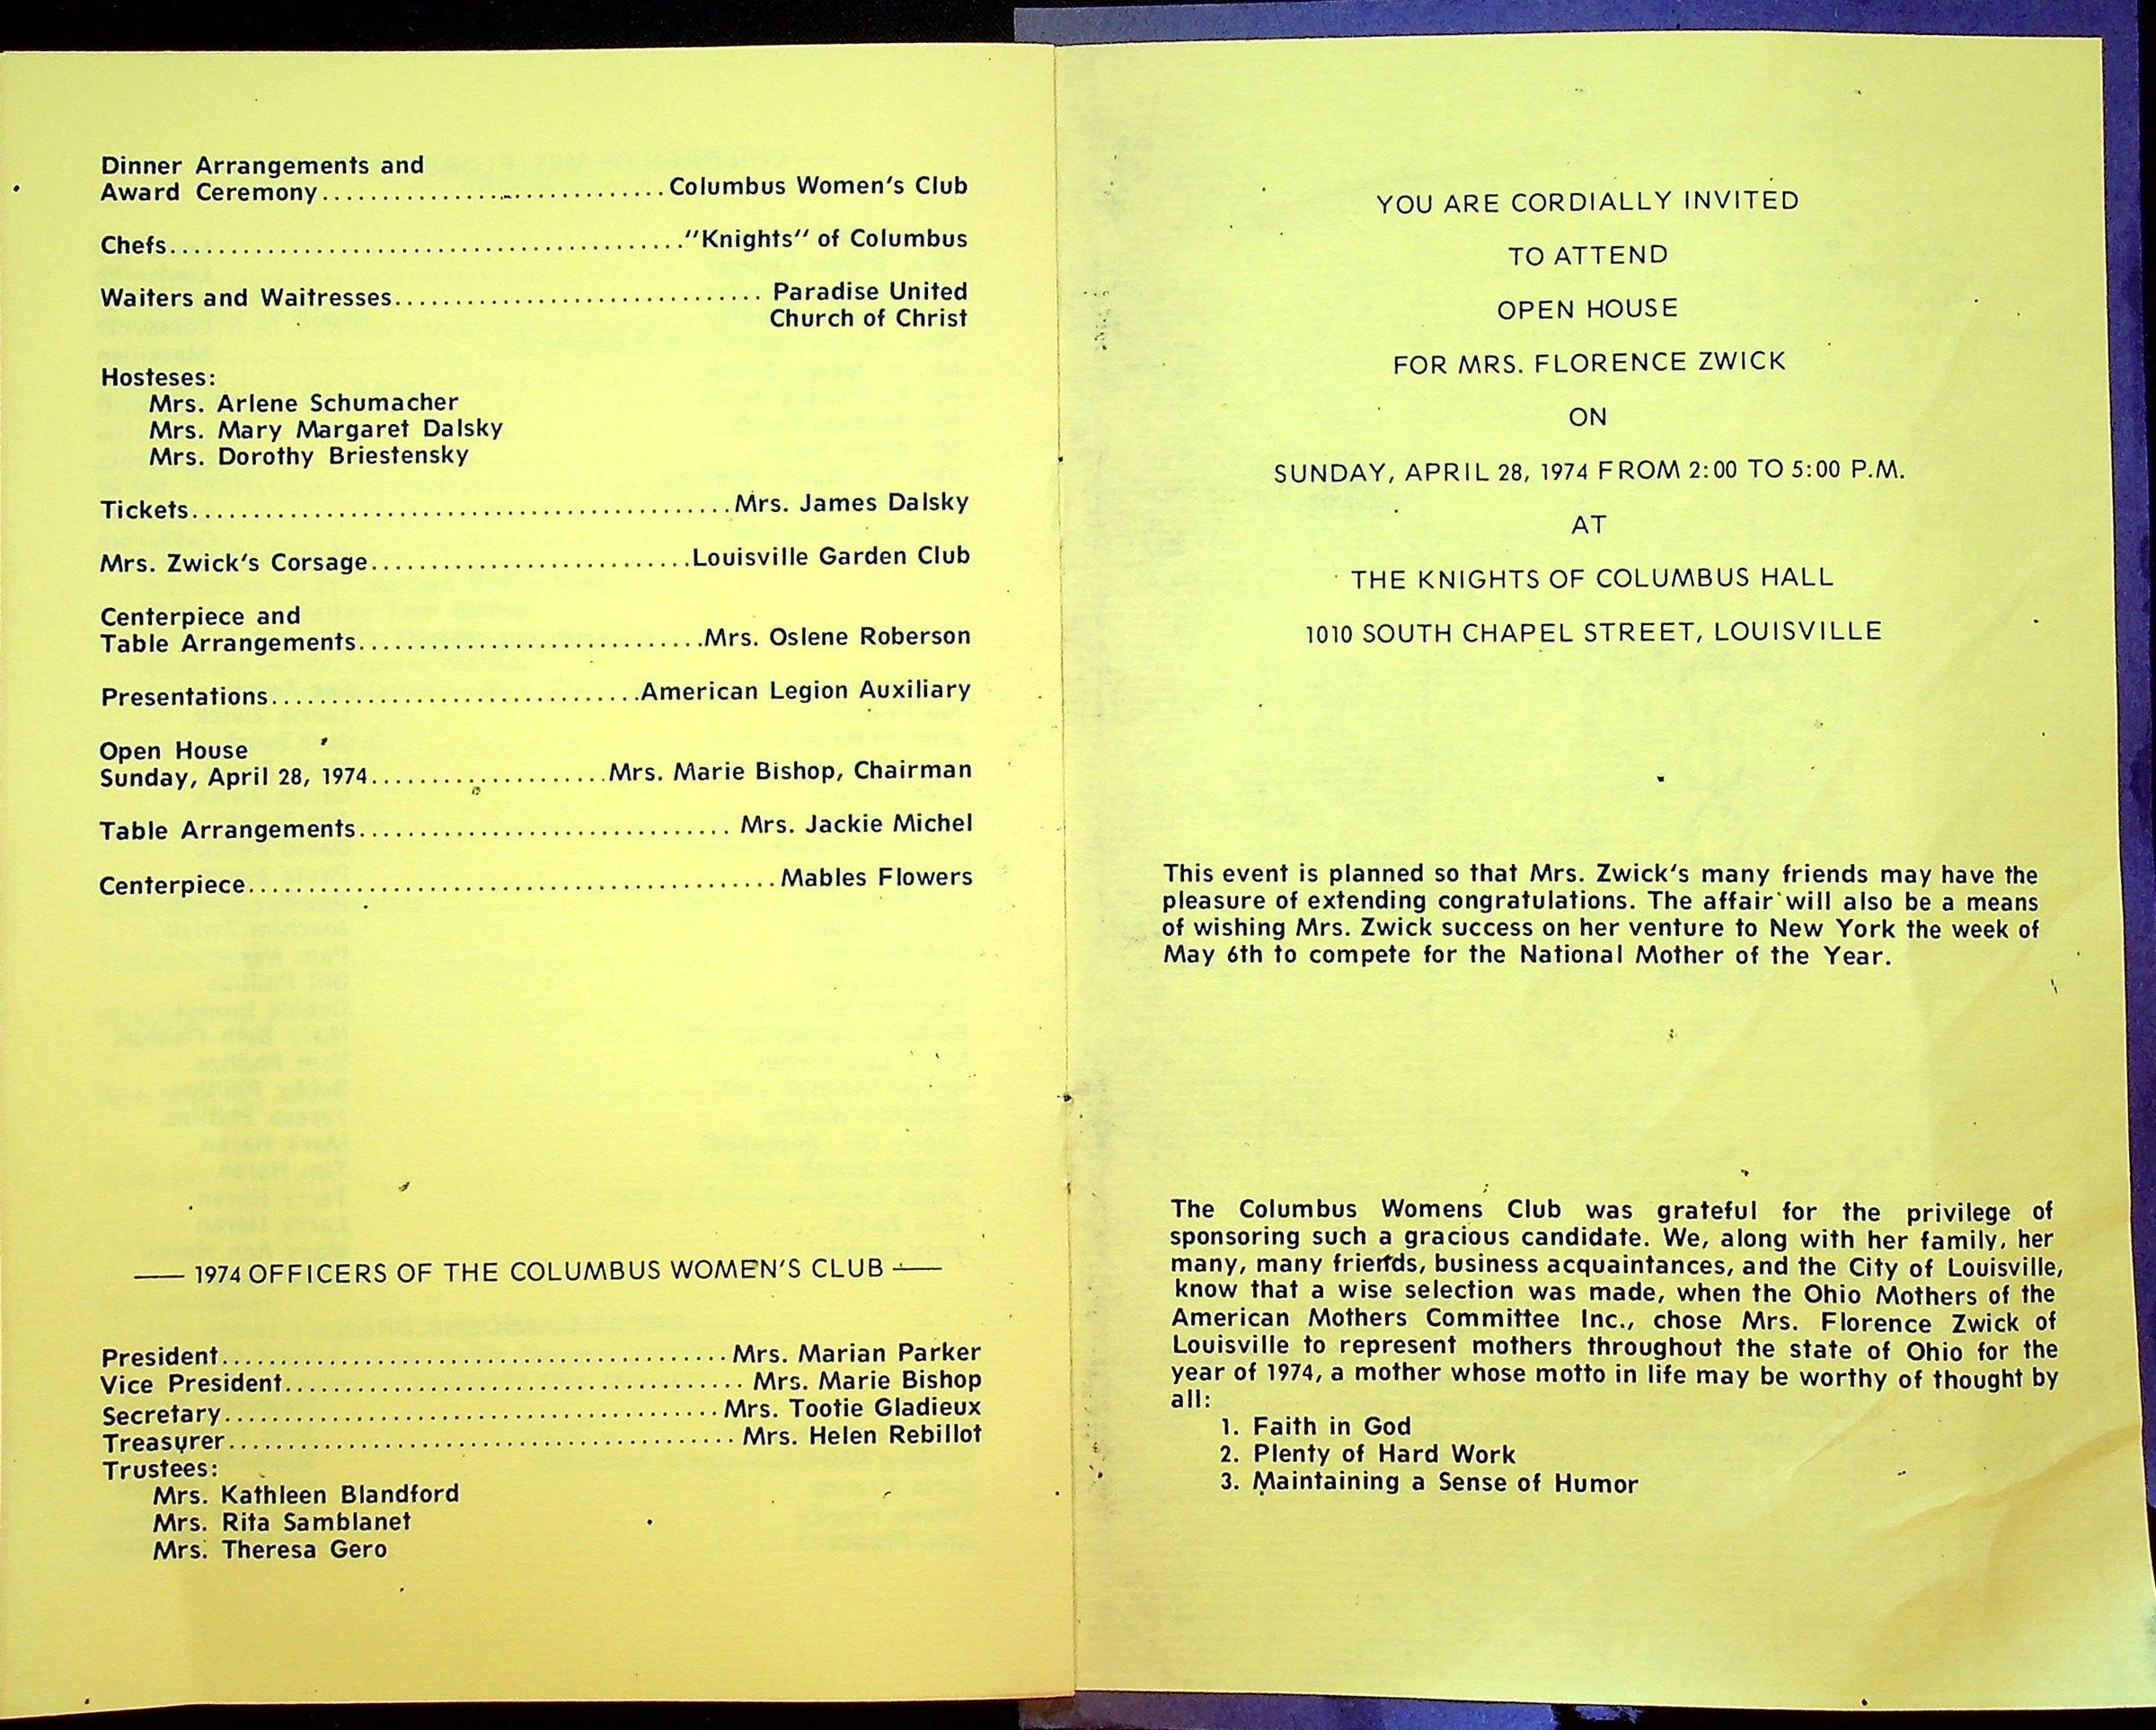 Dinner Arrangements and
Award Ceremony............................Columbus Women's Club
Chefs..........................................."Knights" of Columbus
Waiters and Waitresses.............................. Paradise United
Church of Christ
Hosteses:
Mrs. Arlene Schumacher
Mrs. Mary Margaret Dalsky
Mrs. Dorothy Briestensky
Tickets............................................Mrs. James Dalsky
Mrs. Zwick's Corsage..........................Louisville Garden Club
Centerpiece and
Table Arrangements............................Mrs. Oslene Roberson
Presentations..............................American Legion Auxiliary
Open House
Sunday, April 28, 1974...................Mrs. Marie Bishop, Chairman
Table Arrangements.............................. Mrs. Jackie Michel
Centerpiece...........................................Mables Flowers
1974 OFFICERS OF THE COLUMBUS WOMEN'S CLUB
President..........................................Mrs. Marian Parker
Vice President...................................... Mrs. Marie Bishop
Secretary.........................................Mrs. Tootie Gladieux
Treasurer.......................................... Mrs. Helen Rebillot
Trustees:
Mrs. Kathleen Blandford
Mrs. Rita Samblanet
Mrs. Theresa Gero
YOU ARE CORDIALLY INVITED
TO ATTEND
OPEN HOUSE
FOR MRS. FLORENCE ZWICK
ON
SUNDAY, APRIL 28, 1974 FROM 2:00 TO 5:00 P.M.
AT
THE KNIGHTS OF COLUMBUS HALL
1010 SOUTH CHAPEL STREET, LOUISVILLE
This event is planned so that Mrs. Zwick's many friends may have the
pleasure of extending congratulations. The affair will also be a means
of wishing Mrs. Zwick success on her venture to New York the week of
May 6th to compete for the National Mother of the Year.
The Columbus Womens Club was grateful for the privilege of
sponsoring such a gracious candidate. We, along with her family, her
many, many friends, business acquaintances, and the City of Louisville,
know that a wise selection was made, when the Ohio Mothers of the
American Mothers Committee Inc., chose Mrs. Florence Zwick of
Louisville to represent mothers throughout the state of Ohio for the
year of 1974, a mother whose motto in life may be worthy of thought by
all:
1. Faith in God
2. Plenty of Hard Work
3. Maintaining a Sense of Humor